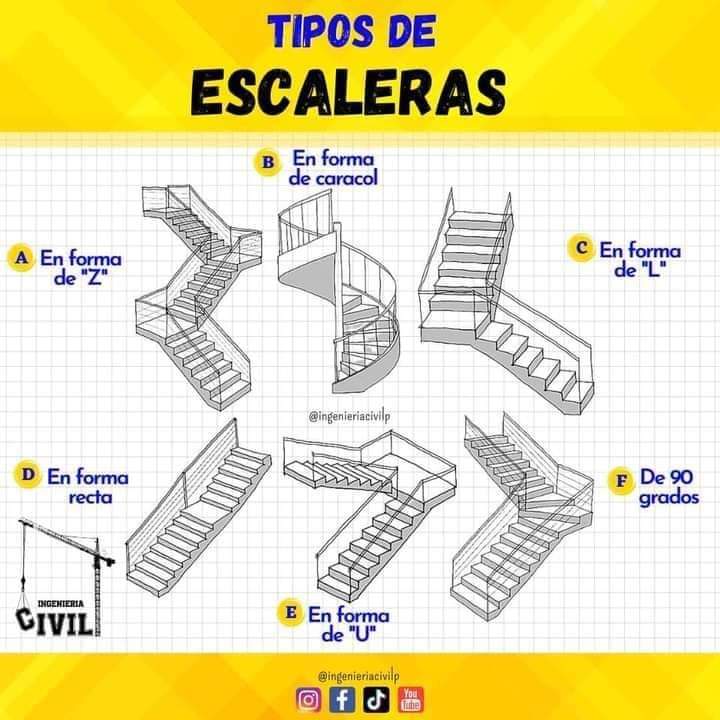 TIPOS DE
ESCALERAS
B En forma
de caracol
A En forma
de "Z"
C En forma
de "L"
@ingenieriacivilp
D En forma
recta
F De 90
grados
INGENIERIA
CIVIL
E En forma
de "U"
@ingenieriacivilp
You
Tube